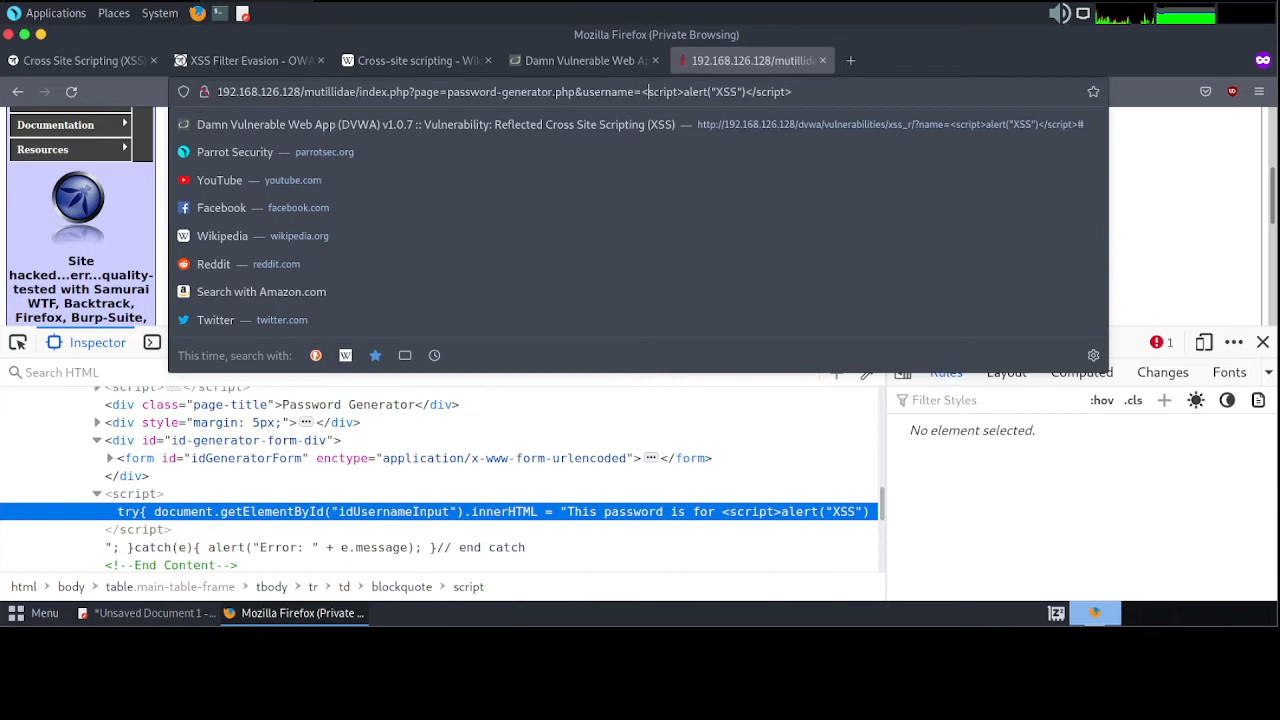 Applications Places System
Mozilla Firefox (Private Browsing)
Cross Site Scripting (XSS) XSS Filter Evasion - OWA Cross-site scripting - Wi Damn Vulnerable Web Ap 192.168.126.128/mutillidae
192.168.126.128/mutillidae/index.php?page=password-generator.php&username=<script>alert("XSS")</script>
Documentation
Resources
Site
hacked...err...quality-
tested with Samurai
WTF, Backtrack,
Firefox, Burp-Suite,
Damn Vulnerable Web App (DVWA) v1.0.7 :: Vulnerability: Reflected Cross Site Scripting (XSS) — http://192.168.126.128/dvwa/vulnerabilities/xss_r/?name=<script>alert("XSS")</script>#
Parrot Security — parrotsec.org
YouTube — youtube.com
Facebook — facebook.com
Wikipedia — wikipedia.org
Reddit — reddit.com
Search with Amazon.com
Twitter — twitter.com
This time, search with:
Inspector
1
Search HTML
Rules Layout Computed Changes Fonts
Filter Styles :hov .cls
No element selected.
<script> </script>
<div class="page-title">Password Generator</div>
<div style="margin: 5px;"> </div>
<div id="id-generator-form-div">
<form id="idGeneratorForm" enctype="application/x-www-form-urlencoded"> </form>
</div>
<script>
try{ document.getElementById("idUsernameInput").innerHTML = "This password is for <script>alert("XSS")
</script>
"; }catch(e){ alert("Error: " + e.message); }// end catch
<!--End Content-->
html body table.main-table-frame tbody tr td blockquote script
Menu *Unsaved Document 1 -... Mozilla Firefox (Private ...